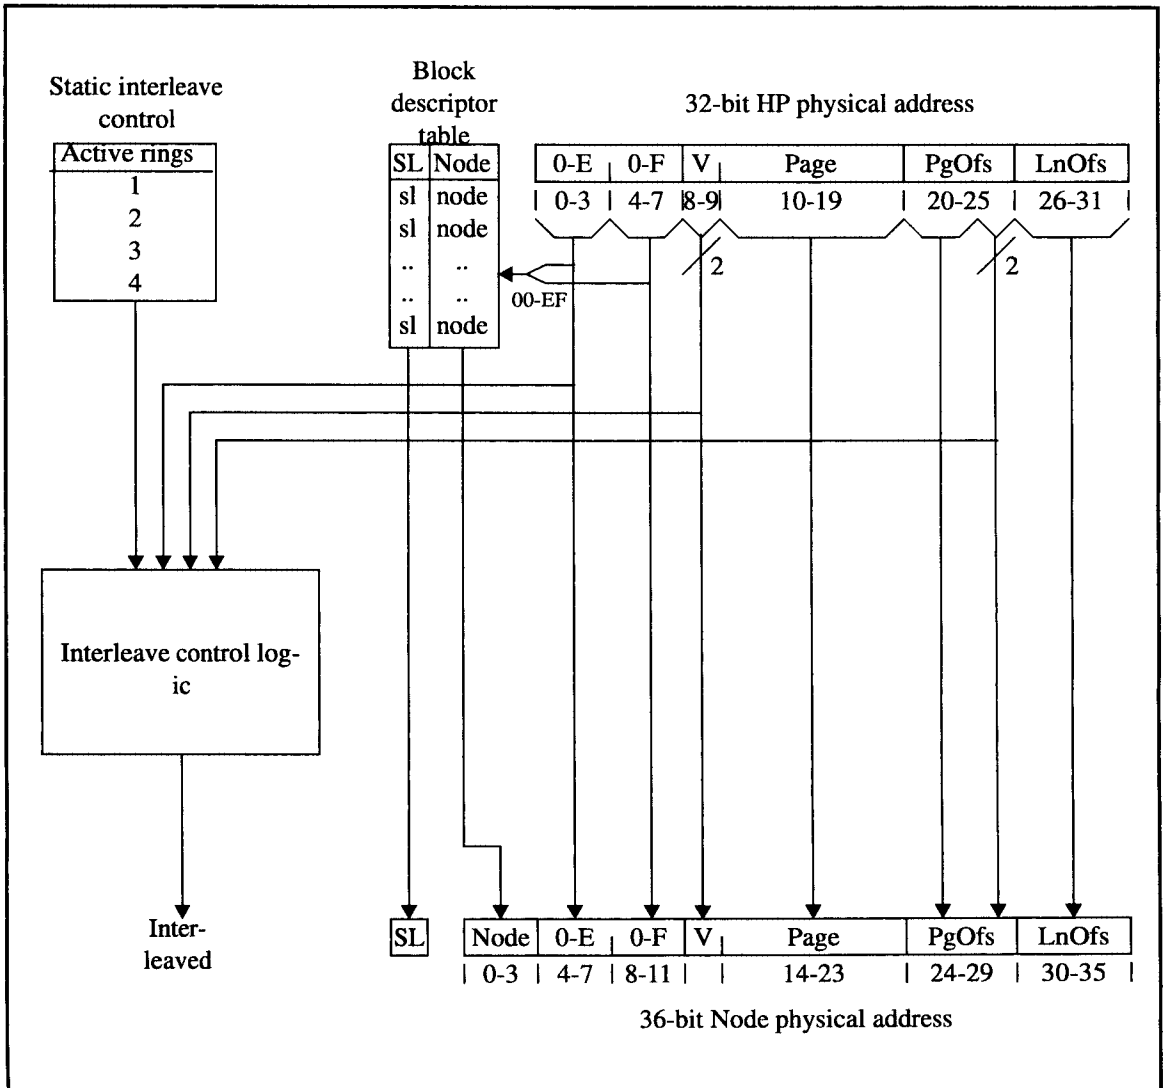 Static interleave
control
Active rings
1
2
3
4
Block
descriptor
table
SL Node
sl node
sl node
.. ..
.. ..
sl node
00-EF
32-bit HP physical address
0-E 0-F V Page PgOfs LnOfs
0-3 4-7 8-9 10-19 20-25 26-31
2 2
Interleave control log-
ic
Inter-
leaved
SL
Node 0-E 0-F V Page PgOfs LnOfs
0-3 4-7 8-11 14-23 24-29 30-35
36-bit Node physical address